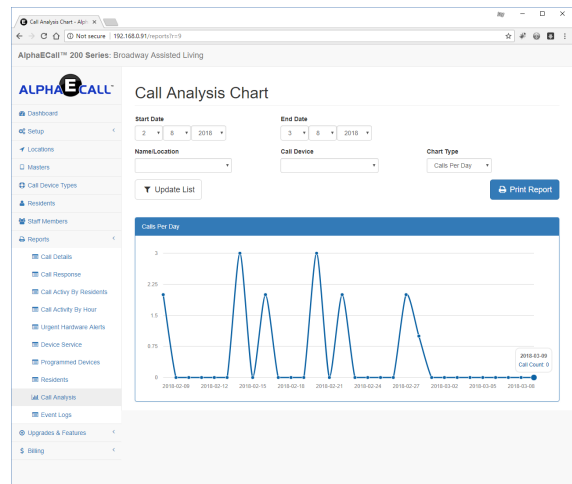 Call Analysis Chart - Alph
Not secure | 192.168.0.91/reports?r=9
AlphaECall™ 200 Series: Broadway Assisted Living
ALPHAECALL™
Dashboard
Setup
Locations
Masters
Call Device Types
Residents
Staff Members
Reports
Call Details
Call Response
Call Activy By Residents
Call Activity By Hour
Urgent Hardware Alerts
Device Service
Programmed Devices
Residents
Call Analysis
Event Logs
Upgrades & Features
$ Billing
Call Analysis Chart
Start Date
End Date
2 8 2018
3 8 2018
Name/Location
Call Device
Chart Type
Calls Per Day
Update List
Print Report
Calls Per Day
3
2.25
1.5
0.75
0
2018-03-09
Call Count: 0
2018-02-09 2018-02-12 2018-02-15 2018-02-18 2018-02-21 2018-02-24 2018-02-27 2018-03-02 2018-03-05 2018-03-08